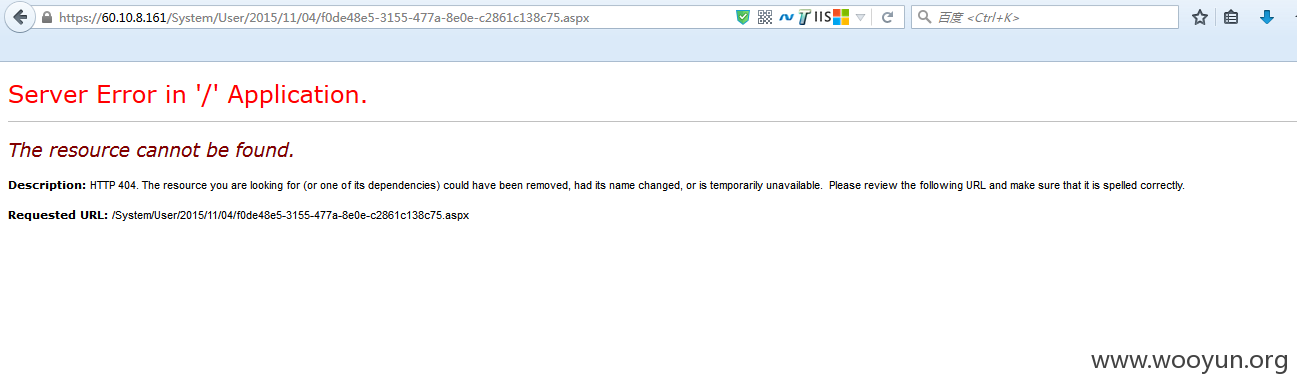 https://60.10.8.161/System/User/2015/11/04/f0de48e5-3155-477a-8e0e-c2861c138c75.aspx
IIS
百度 <Ctrl+K>
Server Error in '/' Application.
The resource cannot be found.
Description: HTTP 404. The resource you are looking for (or one of its dependencies) could have been removed, had its name changed, or is temporarily unavailable.  Please review the following URL and make sure that it is spelled correctly.
Requested URL: /System/User/2015/11/04/f0de48e5-3155-477a-8e0e-c2861c138c75.aspx
www.wooyun.org